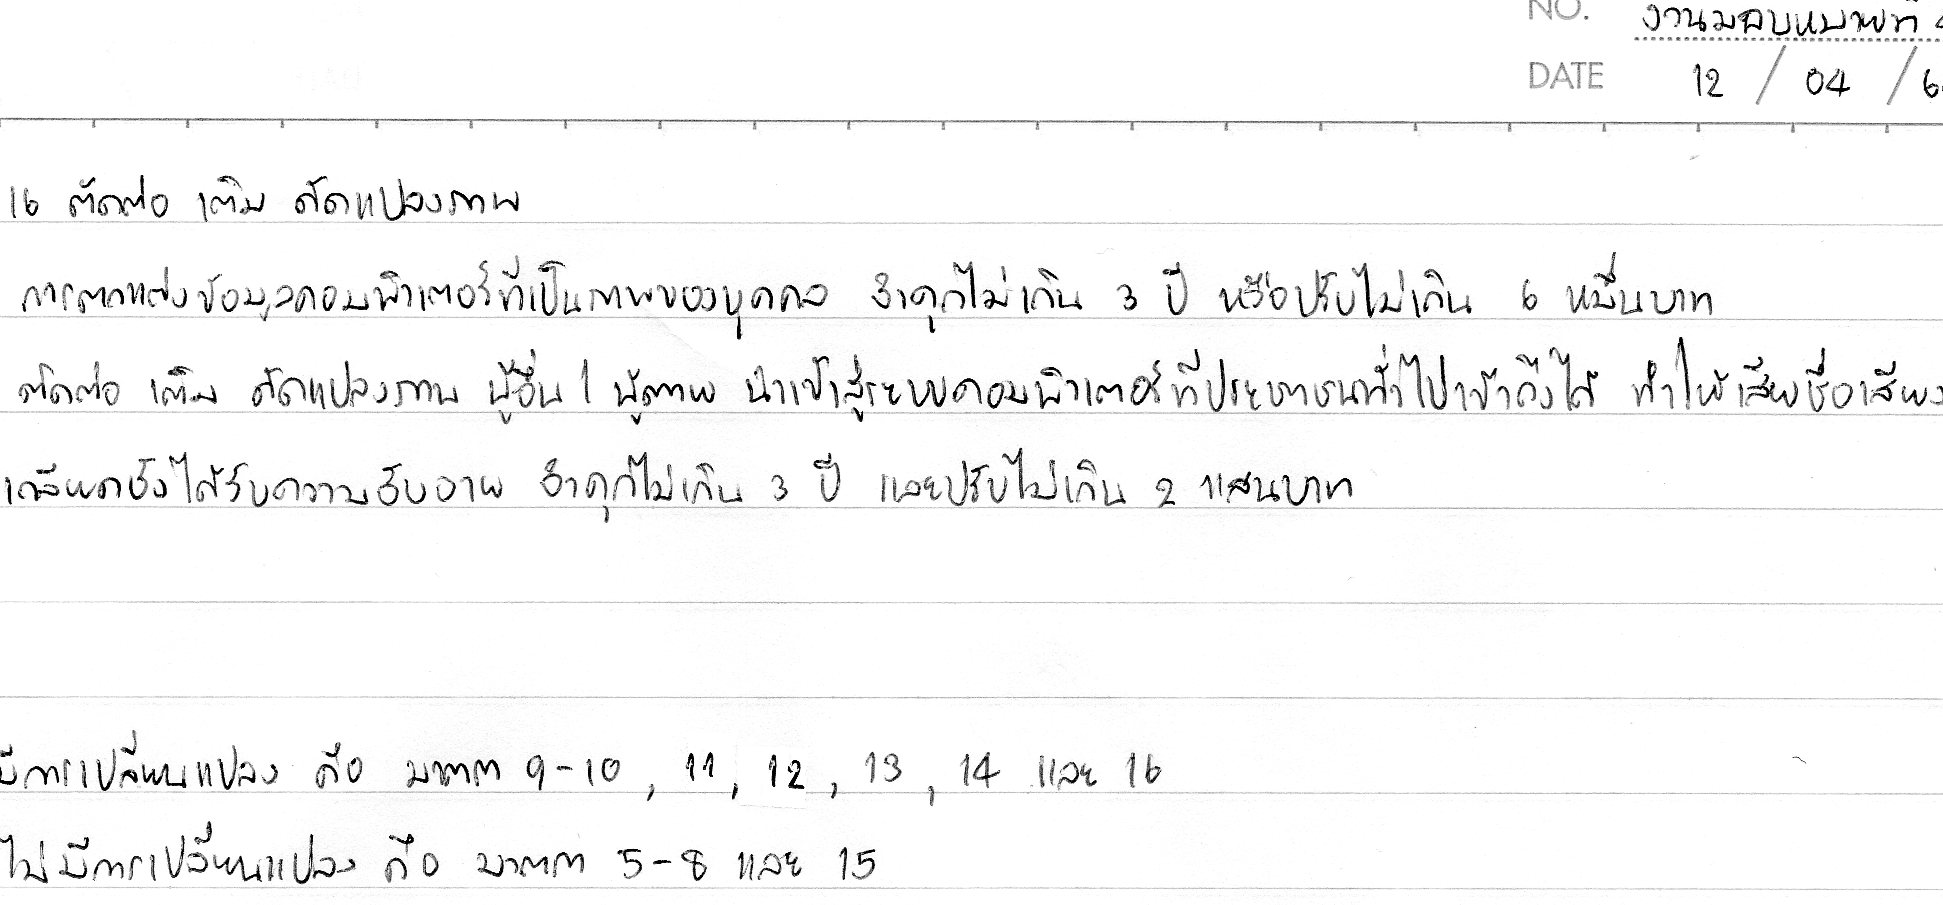 NO. งานมอบหมายที่
DATE 12 / 04 / 6
16 ตัดต่อ เติม ดัดแปลงภาพ
การตกแต่งข้อมูลคอมพิวเตอร์ที่เป็นภาพของบุคคล จำคุกไม่เกิน 3 ปี หรือปรับไม่เกิน 6 หมื่นบาท
ตัดต่อ เติม ดัดแปลงภาพ ผู้อื่น / ผู้ตาย นำเข้าสู่ระบบคอมพิวเตอร์ที่ประชาชนทั่วไปเข้าถึงได้ ทำให้เสียชื่อเสียง
เกลียดชังได้รับความอับอาย จำคุกไม่เกิน 3 ปี และปรับไม่เกิน 2 แสนบาท
มีการเปลี่ยนแปลง คือ มาตรา 9-10 , 11 , 12 , 13 , 14 และ 16
ไม่มีการเปลี่ยนแปลง คือ มาตรา 5-8 และ 15